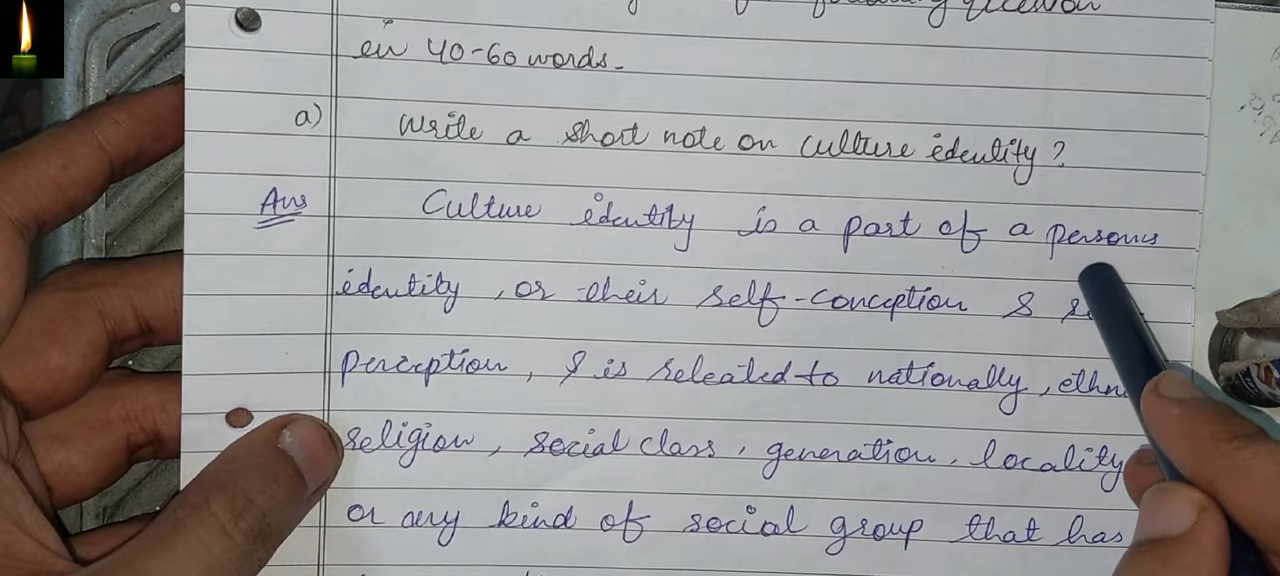 following question
in 40-60 words.
a) Write a short note on culture identity?
Ans Culture identity is a part of a persons
identity, or their self-conception &
perception, & is releated to nationally,
religion, social class, generation, locality
or any kind of social group that has